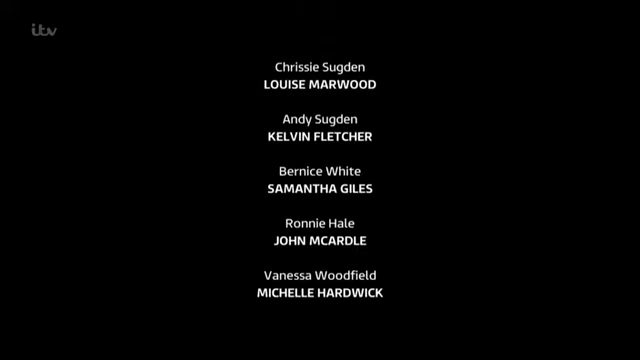 itv
Chrissie Sugden
LOUISE MARWOOD
Andy Sugden
KELVIN FLETCHER
Bernice White
SAMANTHA GILES
Ronnie Hale
JOHN MCARDLE
Vanessa Woodfield
MICHELLE HARDWICK